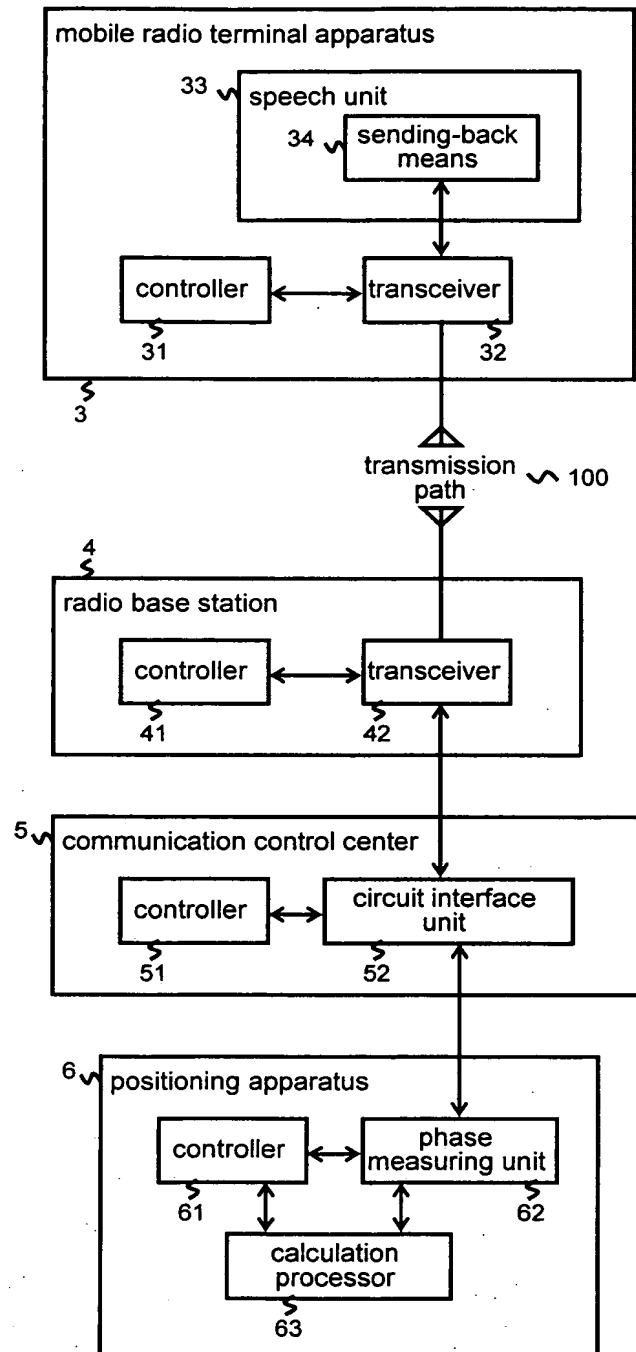 mobile radio terminal apparatus
33
speech unit
34
sending-back
means
controller
transceiver
31
32
3
transmission
path
100
4
radio base station
controller
transceiver
41
42
5
communication control center
controller
circuit interface
unit
51
52
6
positioning apparatus
controller
phase
measuring unit
61
62
calculation
processor
63